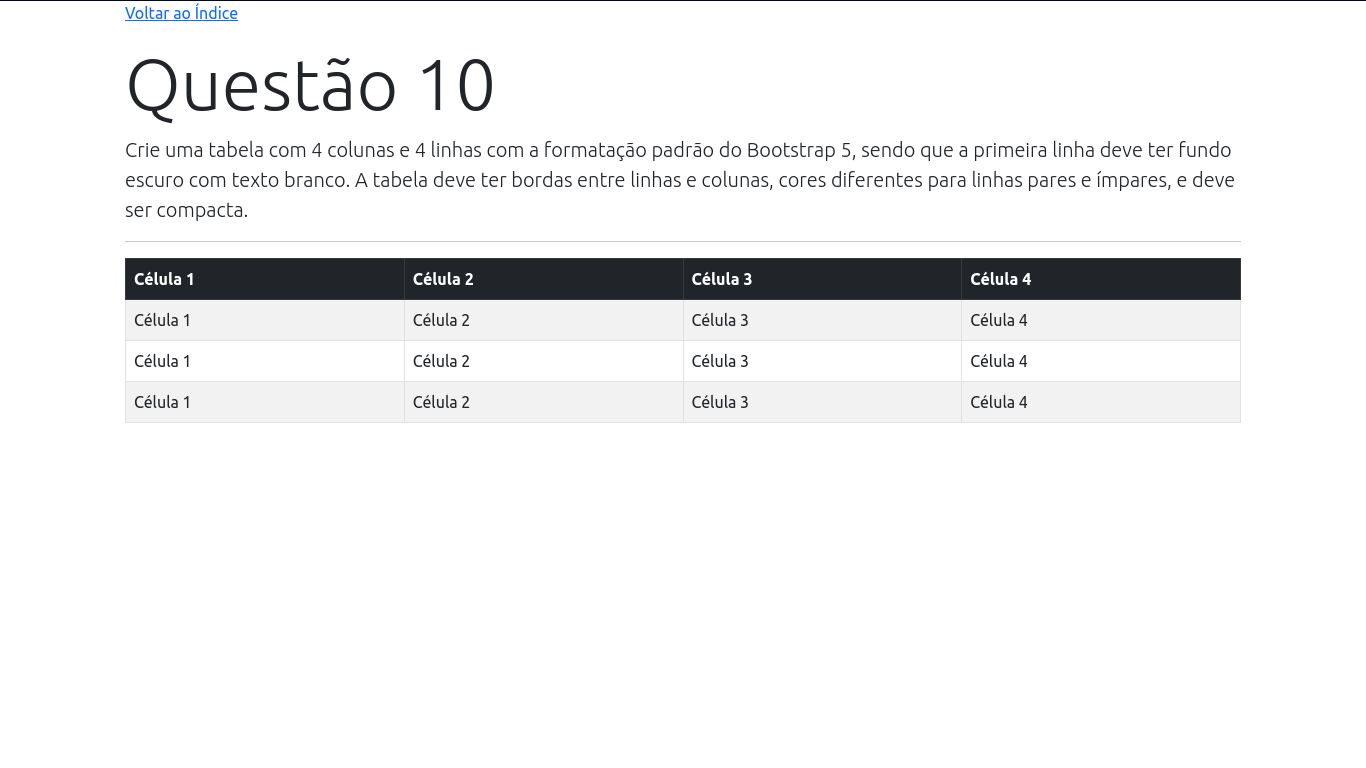 Voltar ao Índice
Questão 10
Crie uma tabela com 4 colunas e 4 linhas com a formatação padrão do Bootstrap 5, sendo que a primeira linha deve ter fundo
escuro com texto branco. A tabela deve ter bordas entre linhas e colunas, cores diferentes para linhas pares e ímpares, e deve
ser compacta.
Célula 1 Célula 2 Célula 3 Célula 4
Célula 1 Célula 2 Célula 3 Célula 4
Célula 1 Célula 2 Célula 3 Célula 4
Célula 1 Célula 2 Célula 3 Célula 4